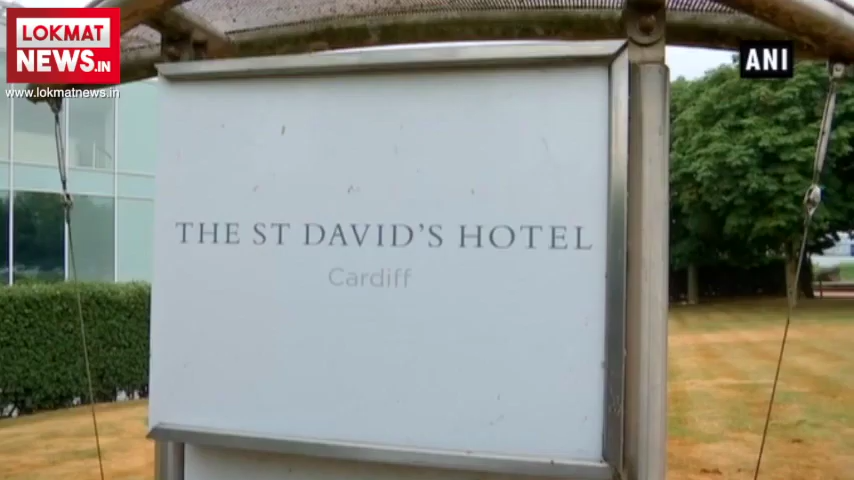 LOKMAT
NEWS.IN
www.lokmatnews.in
ANI
THE ST DAVID'S HOTEL
Cardiff